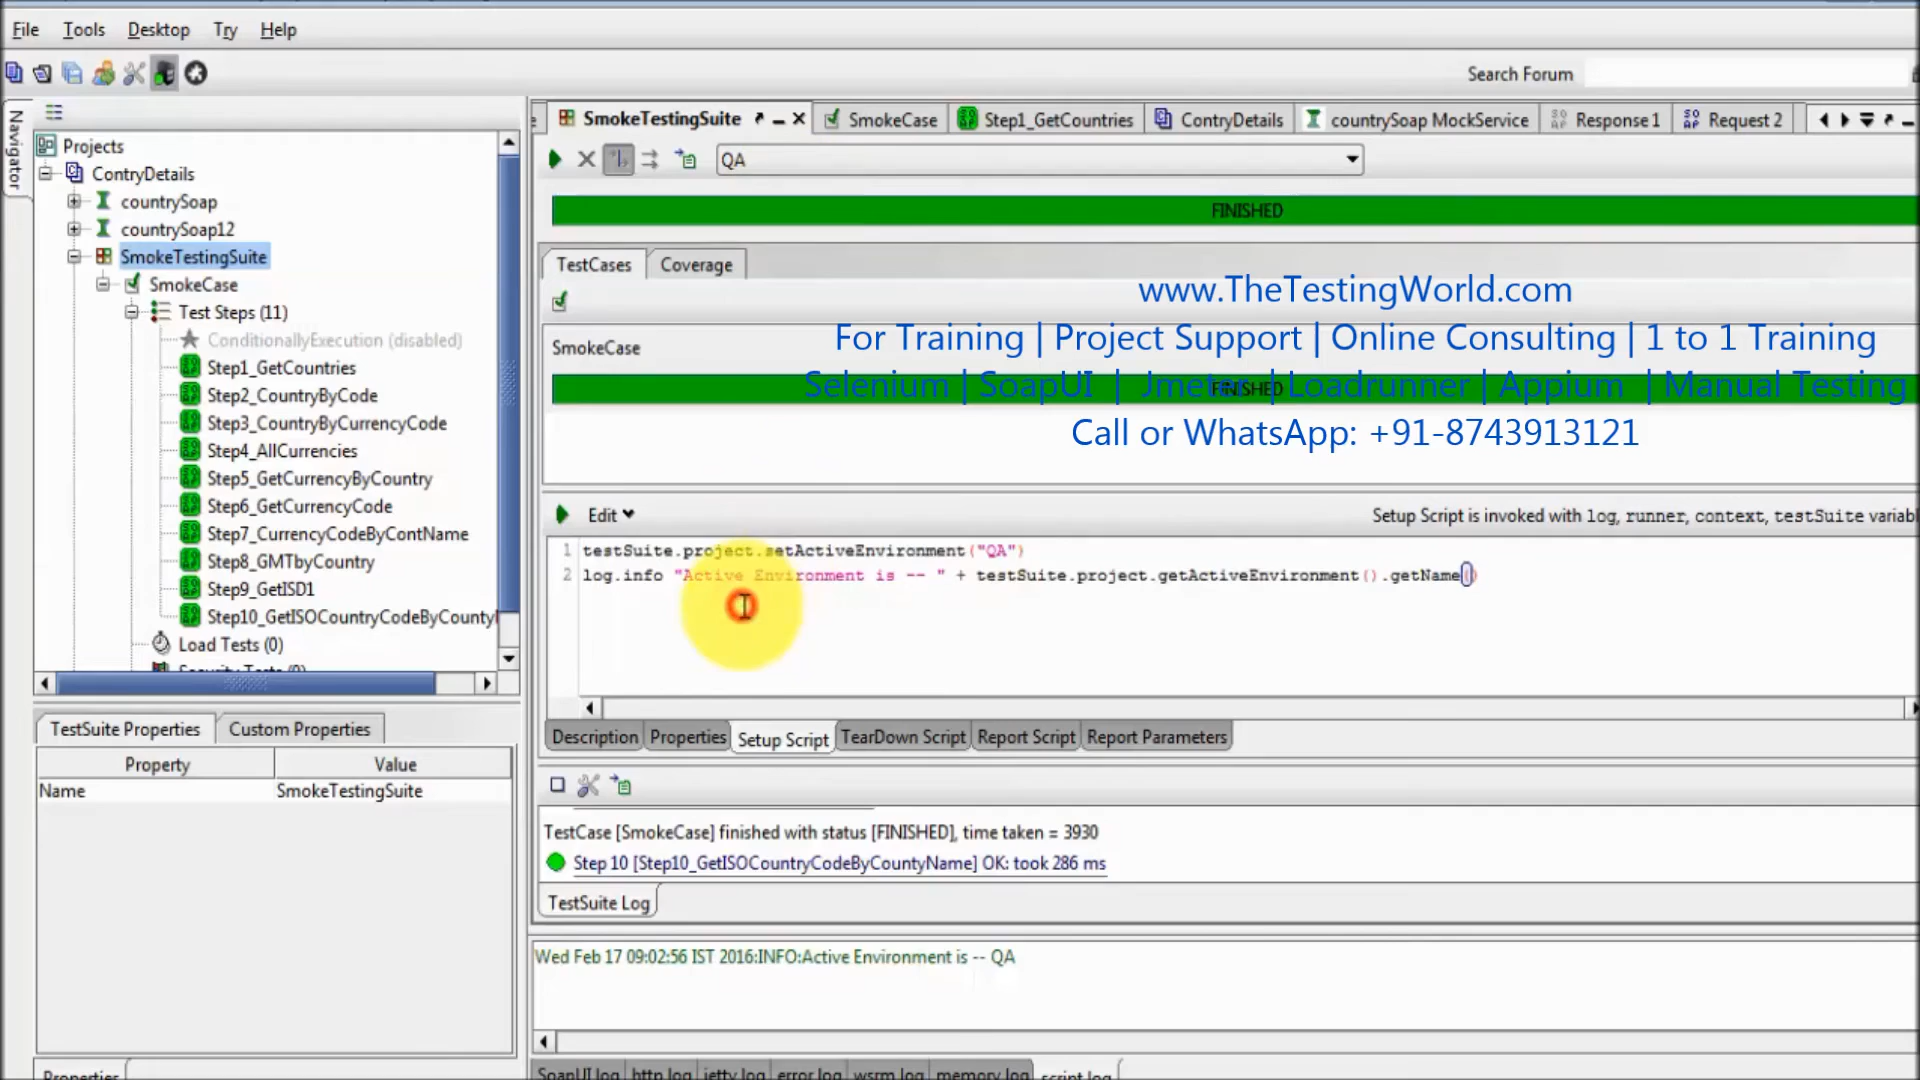 File Tools Desktop Try Help
Search Forum
Navigator
Projects
ContryDetails
countrySoap
countrySoap12
SmokeTestingSuite
SmokeCase
Test Steps (11)
ConditionallyExecution (disabled)
Step1_GetCountries
Step2_CountryByCode
Step3_CountryByCurrencyCode
Step4_AllCurrencies
Step5_GetCurrencyByCountry
Step6_GetCurrencyCode
Step7_CurrencyCodeByContName
Step8_GMTbyCountry
Step9_GetISD1
Step10_GetISOCountryCodeByCounty
Load Tests (0)
Security Tests (0)
TestSuite Properties Custom Properties
Property Value
Name SmokeTestingSuite
Properties
SmokeTestingSuite SmokeCase Step1_GetCountries ContryDetails countrySoap MockService Response 1 Request 2
QA
FINISHED
TestCases Coverage
www.TheTestingWorld.com
For Training | Project Support | Online Consulting | 1 to 1 Training
SmokeCase
FINISHED
Selenium | SoapUI | Jmeter | Loadrunner | Appium | Manual Testing
Call or WhatsApp: +91-8743913121
Edit Setup Script is invoked with log, runner, context, testSuite variabl
1 testSuite.project.setActiveEnvironment("QA")
2 log.info "Active Environment is -- " + testSuite.project.getActiveEnvironment().getName()
Description Properties Setup Script TearDown Script Report Script Report Parameters
TestCase [SmokeCase] finished with status [FINISHED], time taken = 3930
Step 10 [Step10_GetISOCountryCodeByCountyName] OK: took 286 ms
TestSuite Log
Wed Feb 17 09:02:56 IST 2016:INFO:Active Environment is -- QA
SoapUI log http log jetty log error log wsrm log memory log script log